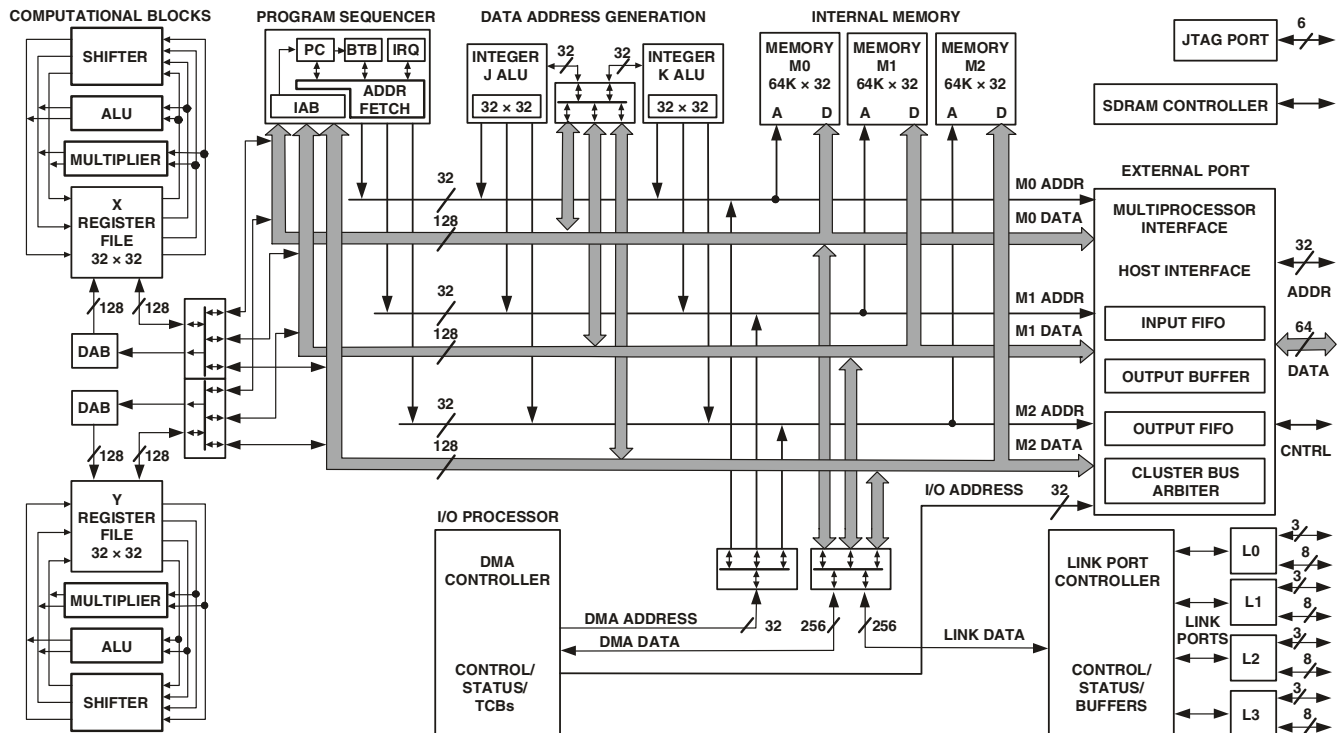 COMPUTATIONAL BLOCKS
SHIFTER
ALU
MULTIPLIER
X
REGISTER
FILE
32 × 32
128
128
DAB
DAB
128
128
Y
REGISTER
FILE
32 × 32
MULTIPLIER
ALU
SHIFTER
PROGRAM SEQUENCER
PC
BTB
IRQ
ADDR
FETCH
IAB
DATA ADDRESS GENERATION
INTEGER
J ALU
32 × 32
32
32
INTEGER
K ALU
32 × 32
INTERNAL MEMORY
MEMORY
M0
64K × 32
A
D
MEMORY
M1
64K × 32
A
D
MEMORY
M2
64K × 32
A
D
JTAG PORT
6
SDRAM CONTROLLER
32
128
32
128
32
128
M0 ADDR
M0 DATA
M1 ADDR
M1 DATA
M2 ADDR
M2 DATA
I/O ADDRESS
32
EXTERNAL PORT
MULTIPROCESSOR
INTERFACE
HOST INTERFACE
INPUT FIFO
OUTPUT BUFFER
OUTPUT FIFO
CLUSTER BUS
ARBITER
32
ADDR
64
DATA
CNTRL
I/O PROCESSOR
DMA
CONTROLLER
CONTROL/
STATUS/
TCBs
DMA ADDRESS
DMA DATA
32
256
256
LINK DATA
LINK PORT
CONTROLLER
CONTROL/
STATUS/
BUFFERS
LINK
PORTS
L0
3
8
L1
3
8
L2
3
8
L3
3
8